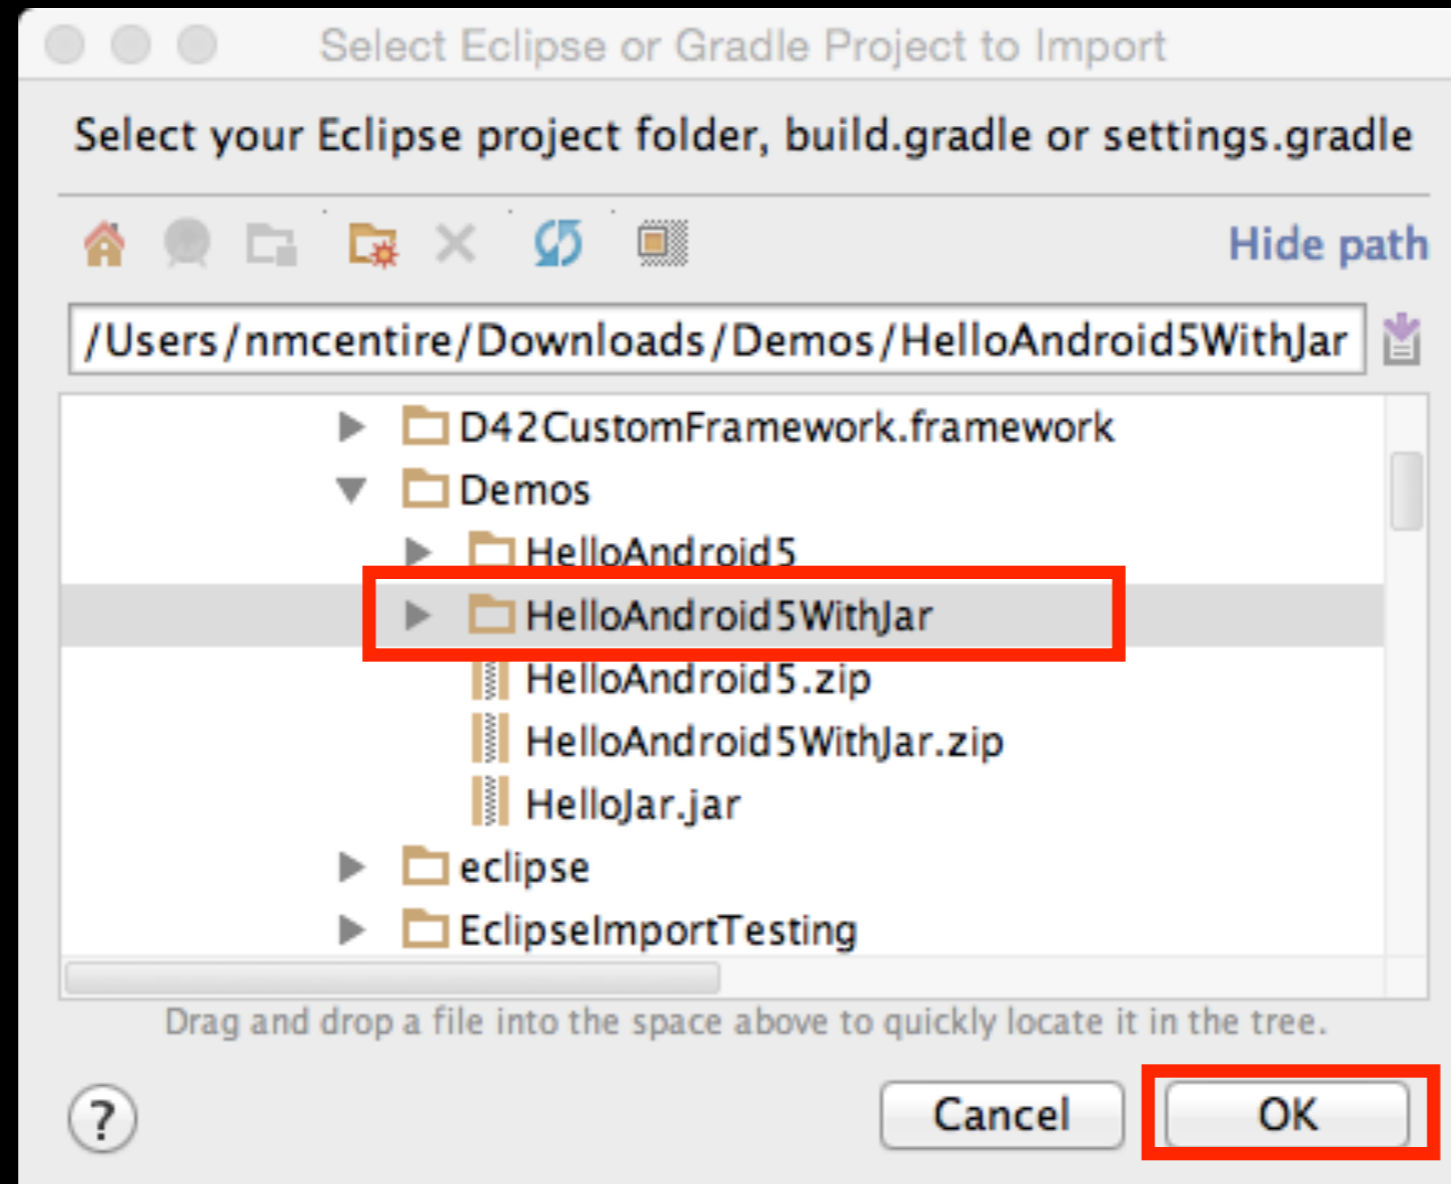 Select Eclipse or Gradle Project to Import
Select your Eclipse project folder, build.gradle or settings.gradle
Hide path
/Users/nmcentire/Downloads/Demos/HelloAndroid5WithJar
D42CustomFramework.framework
Demos
HelloAndroid5
HelloAndroid5WithJar
HelloAndroid5.zip
HelloAndroid5WithJar.zip
HelloJar.jar
eclipse
EclipseImportTesting
Drag and drop a file into the space above to quickly locate it in the tree.
?
Cancel
OK